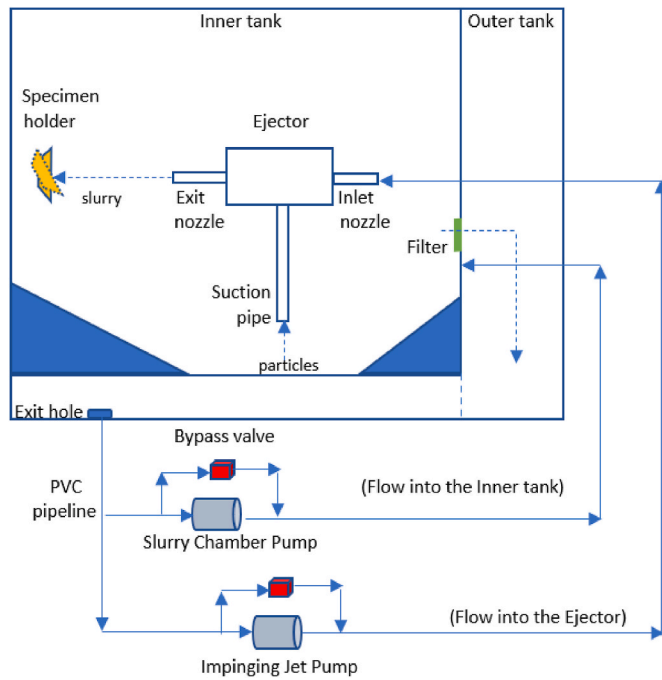 Inner tank
Outer tank
Specimen
holder
Ejector
slurry
Exit
nozzle
Inlet
nozzle
Filter
Suction
pipe
particles
Exit hole
Bypass valve
PVC
pipeline
(Flow into the Inner tank)
Slurry Chamber Pump
(Flow into the Ejector)
Impinging Jet Pump